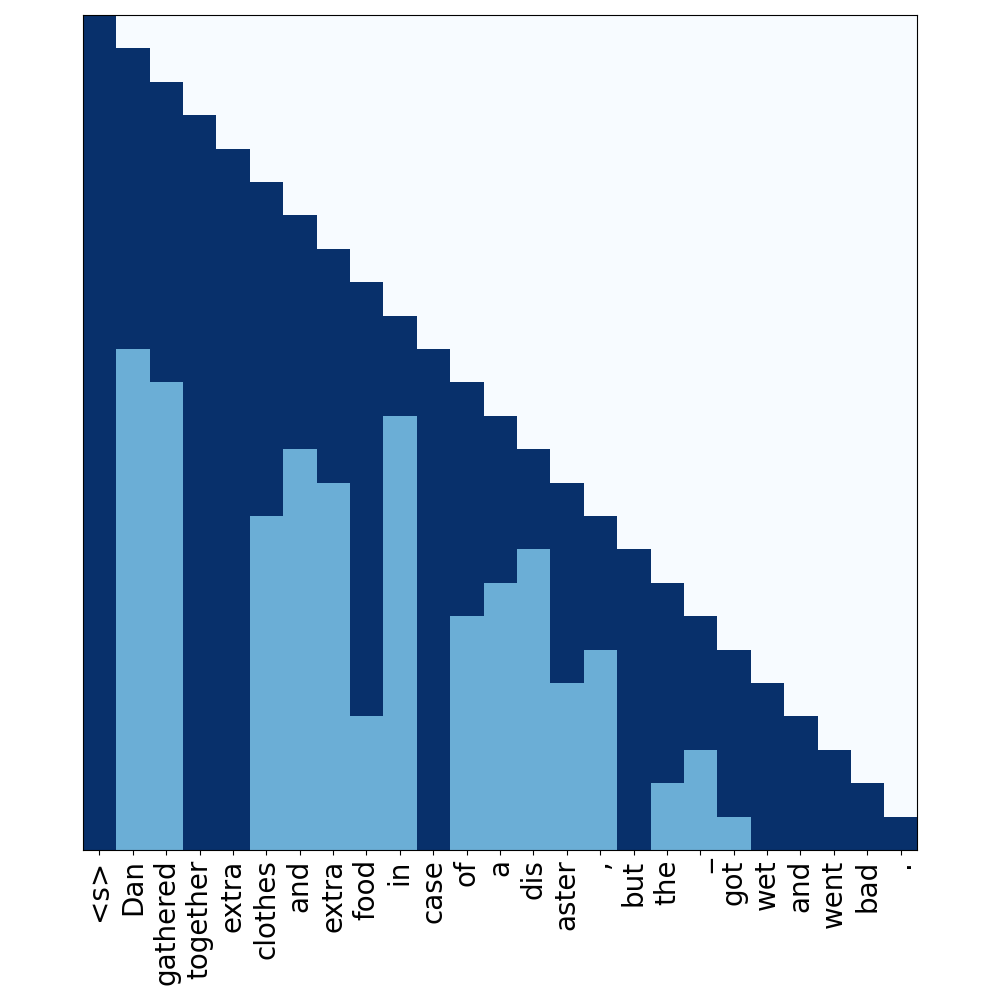 <s>
Dan
gathered
together
extra
clothes
and
extra
food
in
case
of
a
dis
aster
,
but
the
_
got
wet
and
went
bad
.